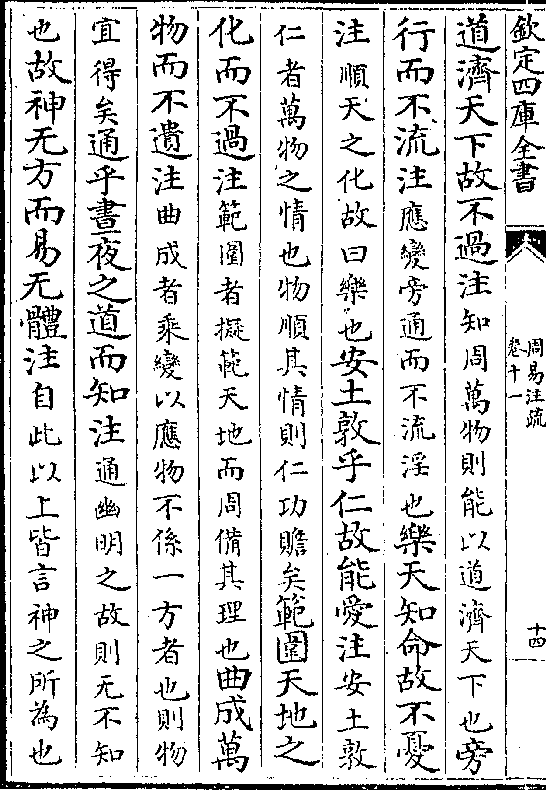 欽定四庫全書
周易注疏
卷十一
十四
道濟天下故不過注知周萬物則能以道濟天下也旁
行而不流注應變旁通而不流淫也樂天知命故不憂
注順天之化故曰樂也安土敦乎仁故能愛注安土敦
仁者萬物之情也物順其情則仁功贍矣範圍天地之
化而不過注範圍者擬範天地而周備其理也曲成萬
物而不遺注曲成者乘變以應物不係一方者也則物
宜得矣通乎晝夜之道而知注通幽明之故則无不知
也故神无方而易无體注自此以上皆言神之所為也